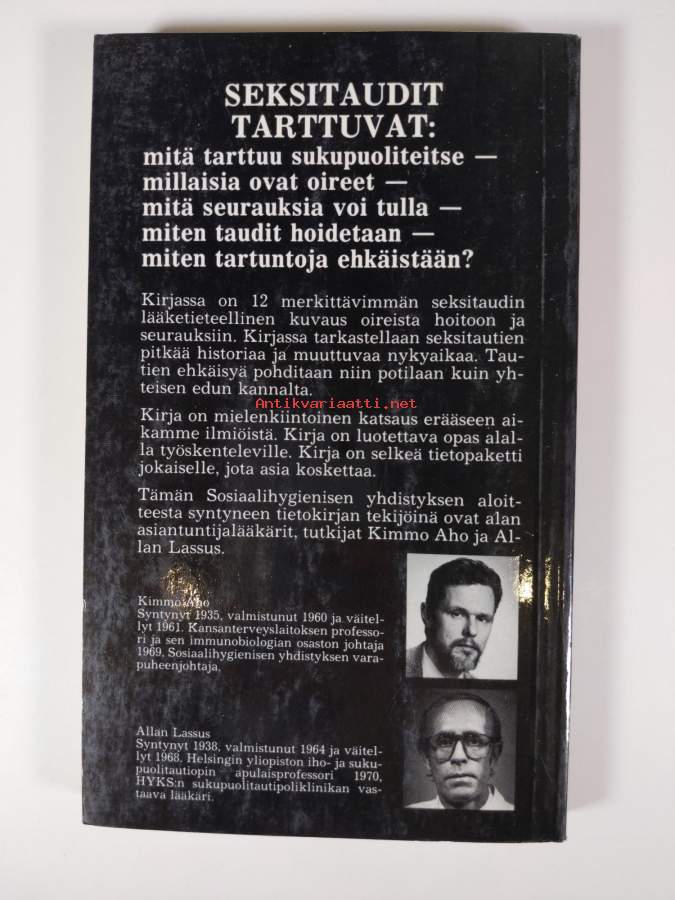 SEKSITAUDIT
TARTTUVAT:
mitä tarttuu sukupuoliteitse —
millaisia ovat oireet —
mitä seurauksia voi tulla —
miten taudit hoidetaan —
miten tartuntoja ehkäistään?
Kirjassa on 12 merkittävimmän seksitaudin
lääketieteellinen kuvaus oireista hoitoon ja
seurauksiin. Kirjassa tarkastellaan seksitautien
pitkää historiaa ja muuttuvaa nykyaikaa. Tau-
tien ehkäisyä pohditaan niin potilaan kuin yh-
teisen edun kannalta.
Antikvariaatti.net
Kirja on mielenkiintoinen katsaus erääseen ai-
kamme ilmiöistä. Kirja on luotettava opas alal-
la työskenteleville. Kirja on selkeä tietopaketti
jokaiselle, jota asia koskettaa.
Tämän Sosiaalihygienisen yhdistyksen aloit-
teesta syntyneen tietokirjan tekijöinä ovat alan
asiantuntijalääkärit, tutkijat Kimmo Aho ja Al-
lan Lassus.
Kimmo Aho
Syntynyt 1935, valmistunut 1960 ja väitel-
lyt 1961. Kansanterveyslaitoksen professo-
ri ja sen immunobiologian osaston johtaja
1969, Sosiaalihygienisen yhdistyksen vara-
puheenjohtaja.
Allan Lassus
Syntynyt 1938, valmistunut 1964 ja väitel-
lyt 1968. Helsingin yliopiston iho- ja suku-
puolitautiopin apulaisprofessori 1970,
HYKS:n sukupuolitautipoliklinikan vas-
taava lääkäri.